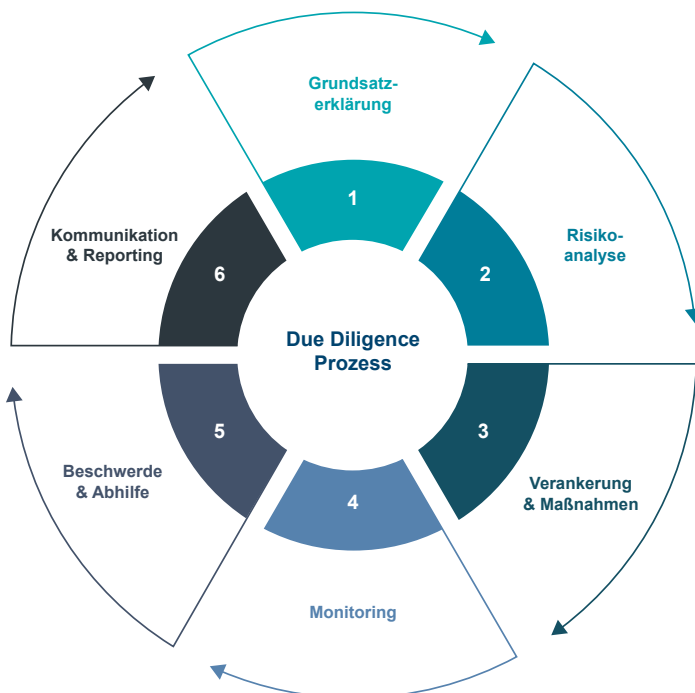 Due Diligence
Prozess
1
Grundsatz-
erklärung
2
Risiko-
analyse
3
Verankerung
& Maßnahmen
4
Monitoring
5
Beschwerde
& Abhilfe
6
Kommunikation
& Reporting